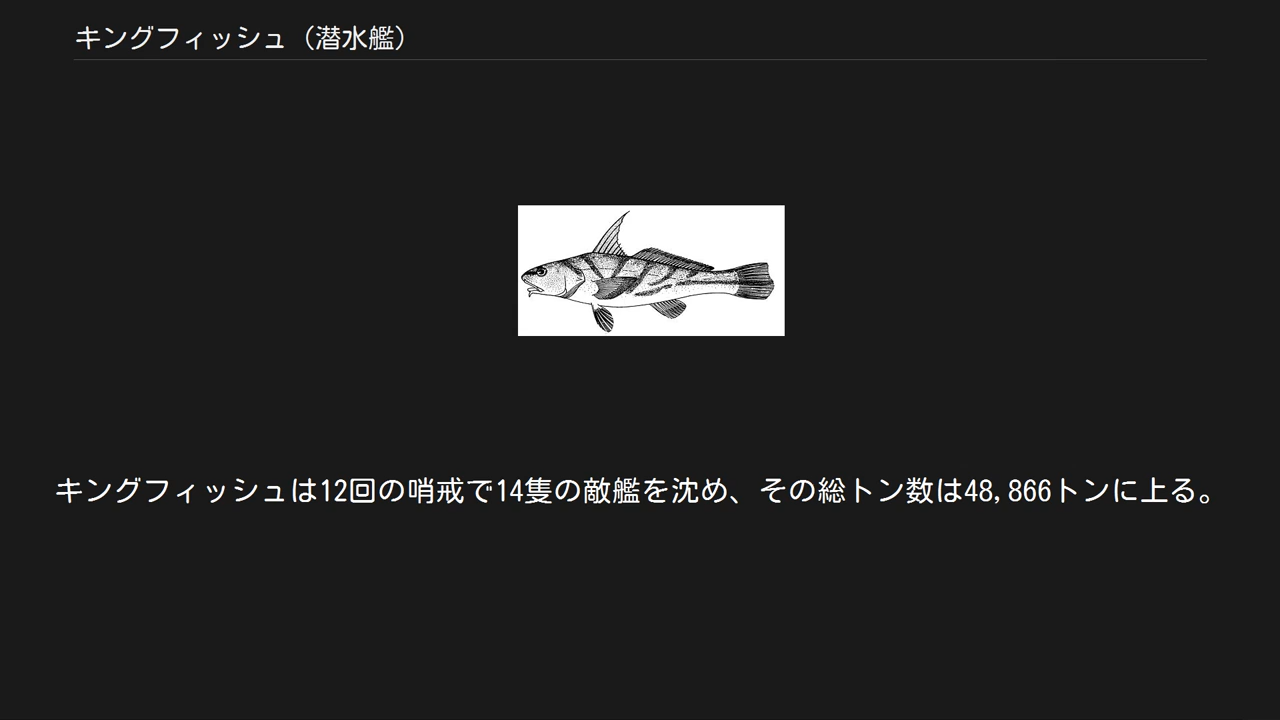 キングフィッシュ（潜水艦）
キングフィッシュは12回の哨戒で14隻の敵艦を沈め、その総トン数は48,866トンに上る。